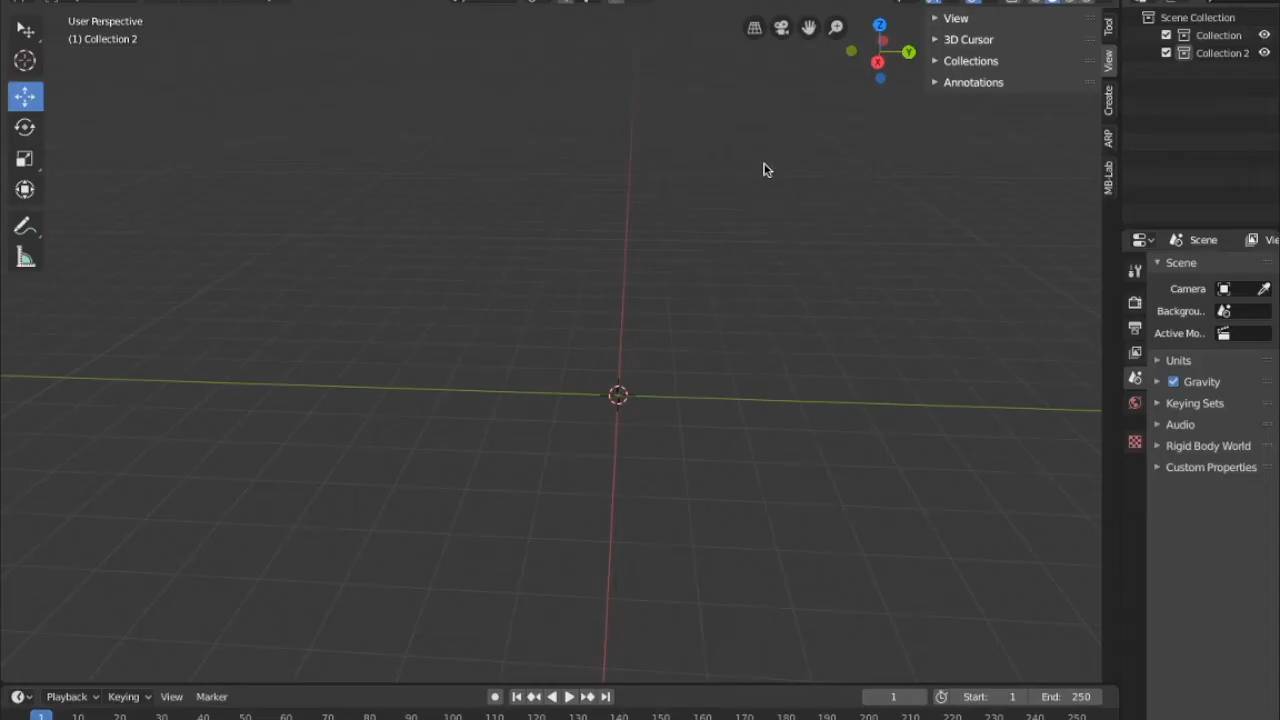 User Perspective
(1) Collection 2
View
3D Cursor
Collections
Annotations
Z
Y
X
Tool
View
Create
ARP
MB-Lab
Scene Collection
Collection
Collection 2
Scene
Vie
Scene
Camera
Backgrou..
Active Mo..
Units
Gravity
Keying Sets
Audio
Rigid Body World
Custom Properties
Playback
Keying
View
Marker
1
Start: 1
End: 250
1 10 20 30 40 50 60 70 80 90 100 110 120 130 140 150 160 170 180 190 200 210 220 230 240 250